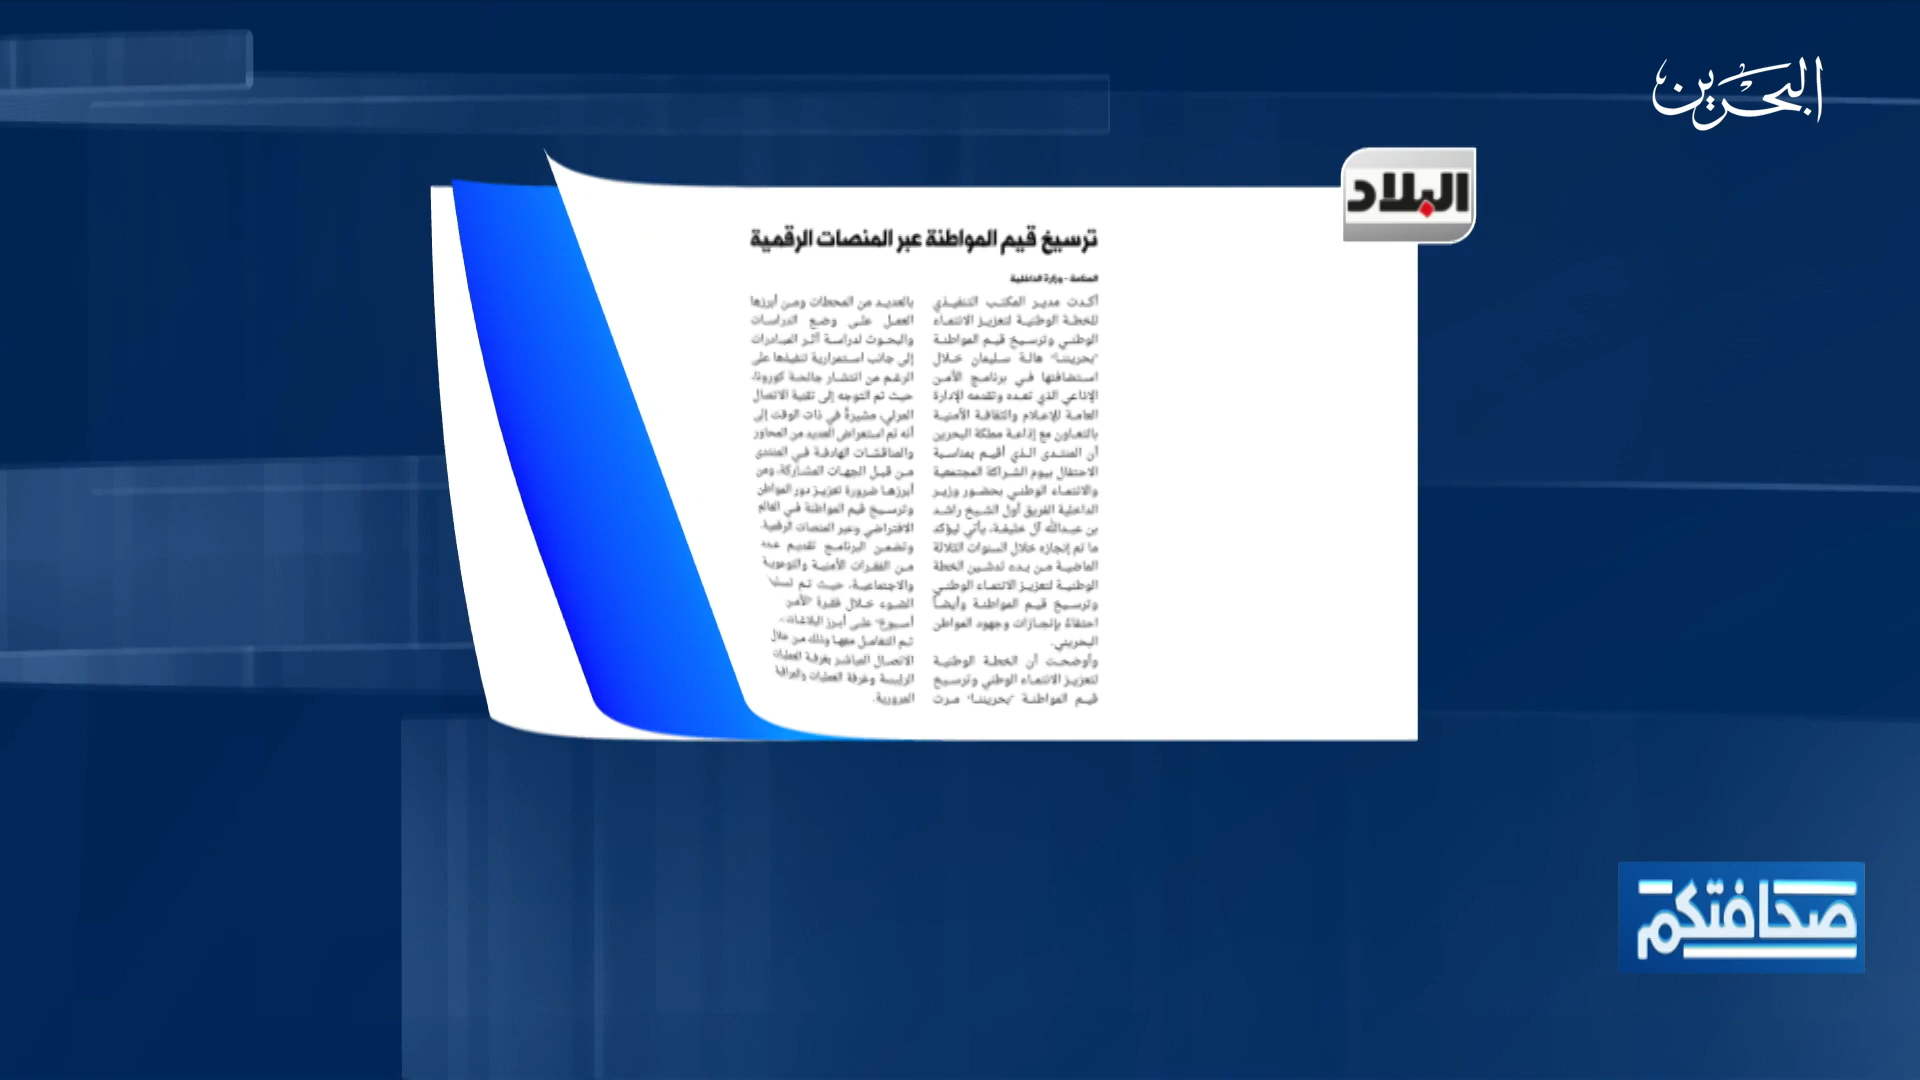 البحرين
البلاد
ترسيخ قيم المواطنة عبر المنصات الرقمية
المنامة - وزارة الداخلية
أكدت مدير المكتب التنفيذي
للخطة الوطنية لتعزيز الانتماء
الوطني وترسيخ قيم المواطنة
"بحريننا" هالة سليمان خلال
استضافتها في برنامج الأمن
الإذاعي الذي تعده وتقدمه الإدارة
العامة للإعلام والثقافة الأمنية
بالتعاون مع إذاعة مملكة البحرين
أن المنتدى الذي أقيم بمناسبة
الاحتفال بيوم الشراكة المجتمعية
والانتماء الوطني بحضور وزير
الداخلية الفريق أول الشيخ راشد
بن عبدالله آل خليفة، يأتي ليؤكد
ما تم إنجازه خلال السنوات الثلاثة
الماضية من بدء تدشين الخطة
الوطنية لتعزيز الانتماء الوطني
وترسيخ قيم المواطنة وأيضاً
احتفاءً بإنجازات وجهود المواطن
البحريني.
وأوضحت أن الخطة الوطنية
لتعزيز الانتماء الوطني وترسيخ
قيم المواطنة "بحريننا" مرت
بالعديد من المحطات ومن أبرزها
العمل على وضع الدراسات
والبحوث لدراسة أثر المبادرات
إلى جانب استمرارية تنفيذها على
الرغم من انتشار جائحة كورونا،
حيث تم التوجه إلى تقنية الاتصال
المرئي، مشيرةً في ذات الوقت إلى
أنه تم استعراض العديد من المحاور
والمناقشات الهادفة في المنتدى
من قبل الجهات المشاركة، ومن
أبرزها ضرورة تعزيز دور المواطن
وترسيخ قيم المواطنة في العالم
الافتراضي وعبر المنصات الرقمية.
وتضمن البرنامج تقديم عدد
من الفقرات الأمنية والتوعوية
والاجتماعية، حيث تم تسليط
الضوء خلال فقرة "الأمن
أسبوع" على أبرز البلاغات
تم التعامل معها وذلك من خلال
الاتصال المباشر بغرفة العمليات
الرئيسة وغرفة العمليات والمراقبة
المرورية.
صحافتكم